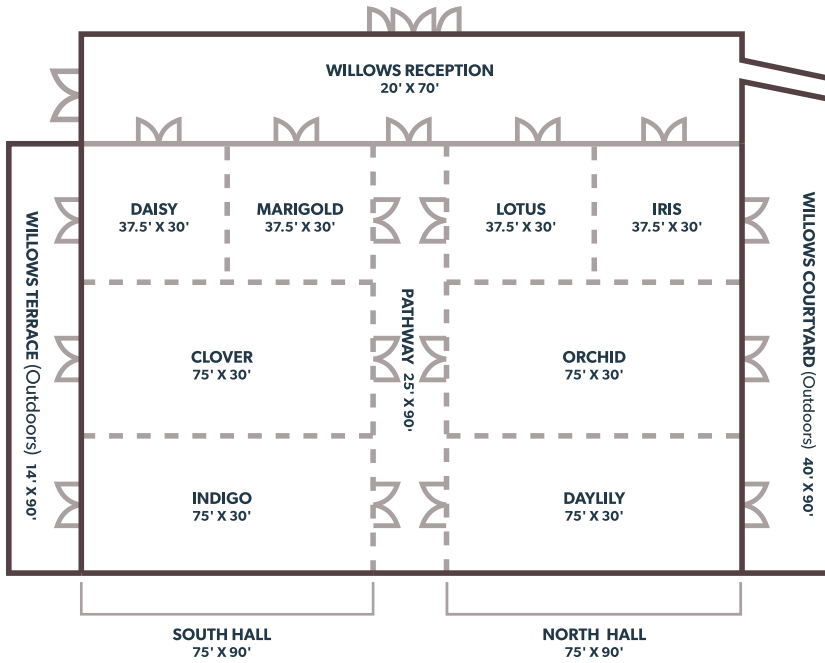 WILLOWS RECEPTION
20' X 70'
DAISY
37.5' X 30'
MARIGOLD
37.5' X 30'
LOTUS
37.5' X 30'
IRIS
37.5' X 30'
WILLOWS TERRACE (Outdoors) 14' X 90'
PATHWAY 25' X 90'
WILLOWS COURTYARD (Outdoors) 40' X 90'
CLOVER
75' X 30'
ORCHID
75' X 30'
INDIGO
75' X 30'
DAYLILY
75' X 30'
SOUTH HALL
75' X 90'
NORTH HALL
75' X 90'